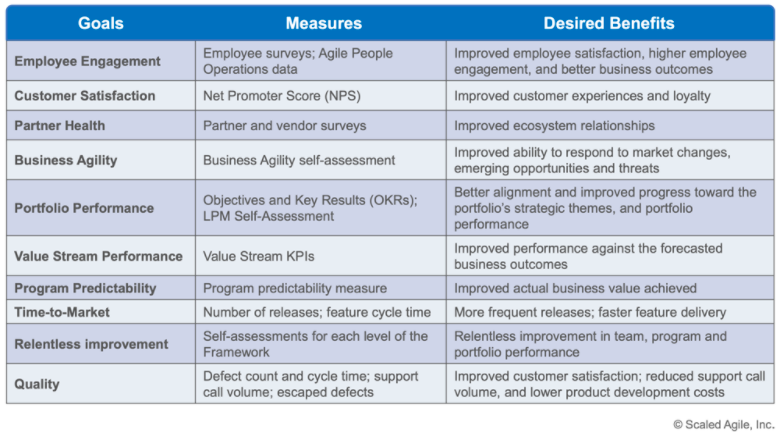 Goals Measures Desired Benefits
Employee Engagement
Employee surveys; Agile People
Operations data
Improved employee satisfaction, higher employee
engagement, and better business outcomes
Customer Satisfaction
Net Promoter Score (NPS)
Improved customer experiences and loyalty
Partner Health
Partner and vendor surveys
Improved ecosystem relationships
Business Agility
Business Agility self-assessment
Improved ability to respond to market changes,
emerging opportunities and threats
Portfolio Performance
Objectives and Key Results (OKRs);
LPM Self-Assessment
Better alignment and improved progress toward the
portfolio's strategic themes, and portfolio
performance
Value Stream Performance
Value Stream KPIs
Improved performance against the forecasted
business outcomes
Program Predictability
Program predictability measure
Improved actual business value achieved
Time-to-Market
Number of releases; feature cycle time
More frequent releases; faster feature delivery
Relentless improvement
Self-assessments for each level of the
Framework
Relentless improvement in team, program and
portfolio performance
Quality
Defect count and cycle time; support
call volume; escaped defects
Improved customer satisfaction; reduced support call
volume, and lower product development costs
© Scaled Agile, Inc.